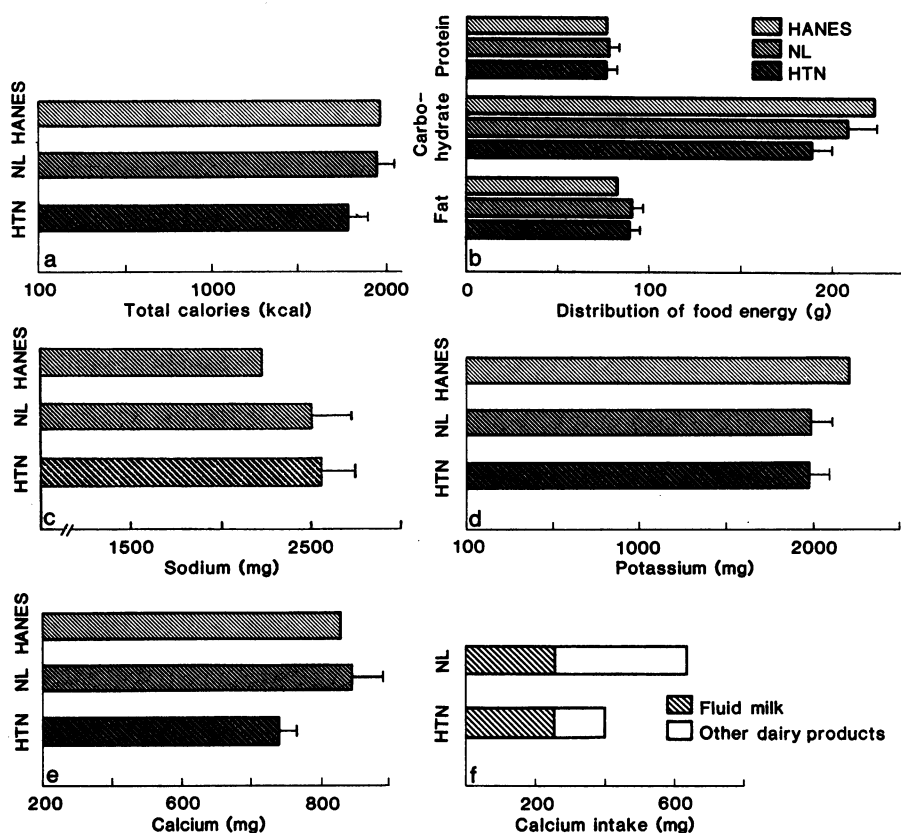 HANES
NL
HTN
a
100 1000 2000
Total calories (kcal)
Protein
Carbo-
hydrate
Fat
HANES
NL
HTN
b
0 100 200
Distribution of food energy (g)
HANES
NL
HTN
c
1500 2500
Sodium (mg)
HANES
NL
HTN
d
100 1000 2000
Potassium (mg)
HANES
NL
HTN
e
200 600 600 800
Calcium (mg)
NL
HTN
Fluid milk
Other dairy products
f
200 400 600
Calcium intake (mg)